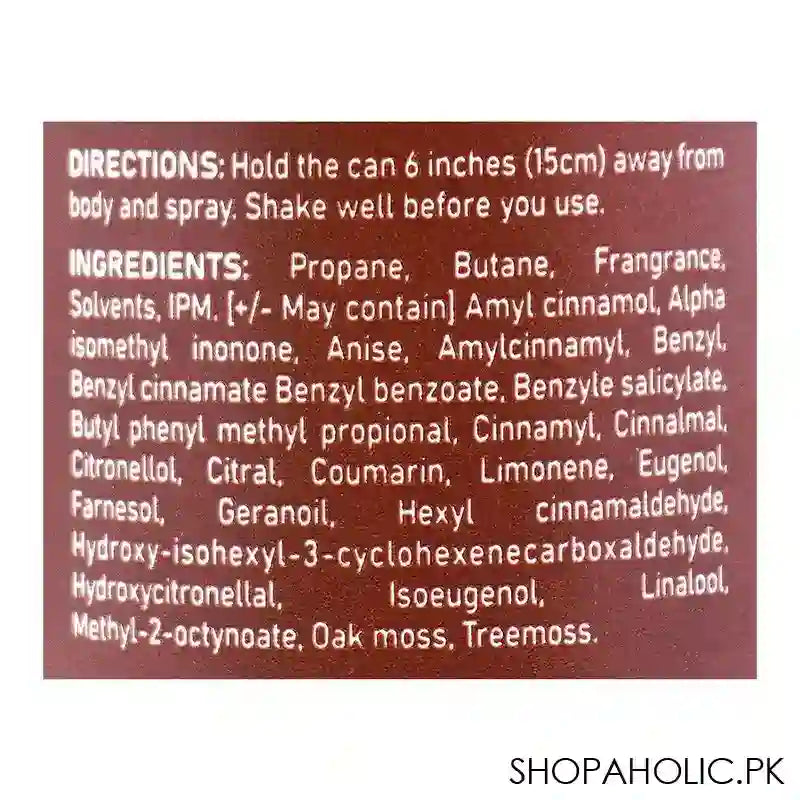 DIRECTIONS: Hold the can 6 inches (15cm) away from
body and spray. Shake well before you use.
INGREDIENTS: Propane, Butane, Frangrance,
Solvents, IPM. [+/- May contain] Amyl cinnamol, Alpha
isomethyl inonone, Anise, Amylcinnamyl, Benzyl,
Benzyl cinnamate Benzyl benzoate, Benzyle salicylate,
Butyl phenyl methyl propional, Cinnamyl, Cinnalmal,
Citronellol, Citral, Coumarin, Limonene, Eugenol,
Farnesol, Geranoil, Hexyl cinnamaldehyde,
Hydroxy-isohexyl-3-cyclohexenecarboxaldehyde,
Hydroxycitronellal, Isoeugenol, Linalool,
Methyl-2-octynoate, Oak moss, Treemoss.
SHOPAHOLIC.PK